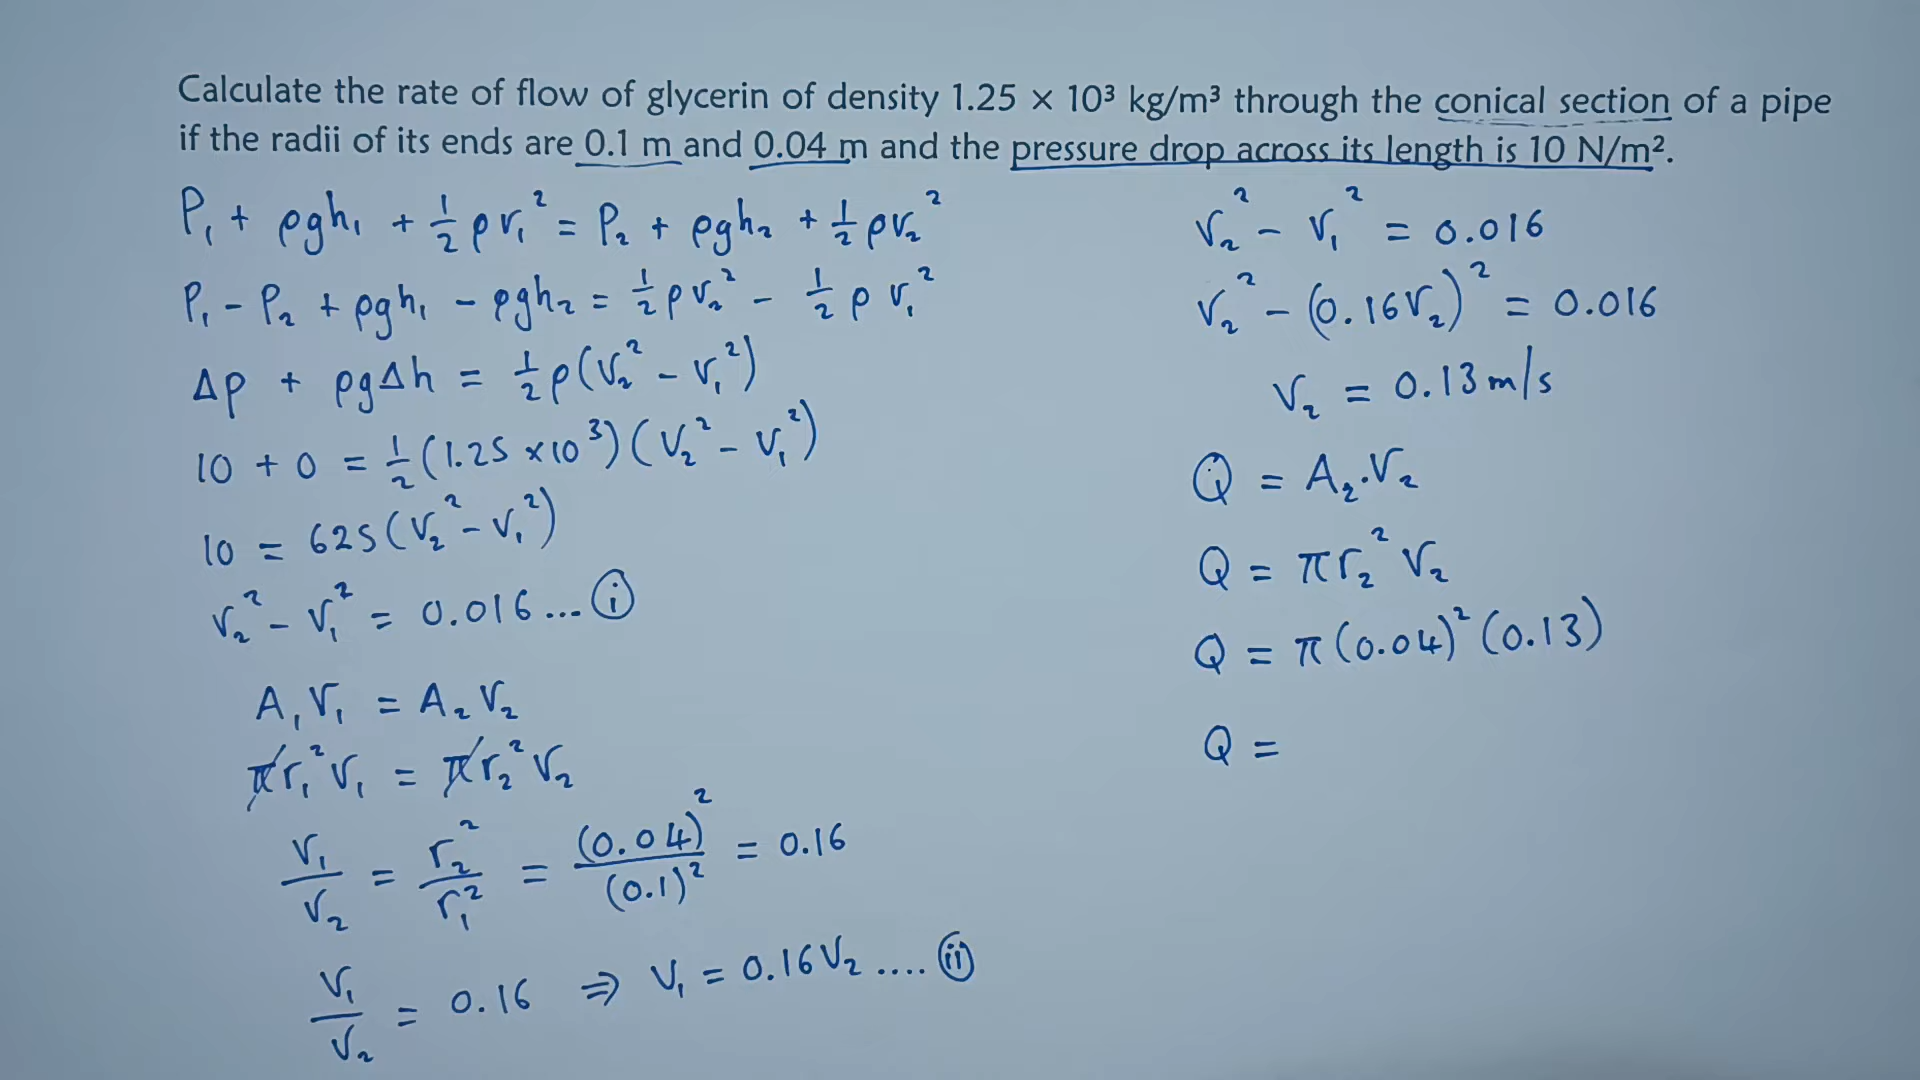 Calculate the rate of flow of glycerin of density 1.25 × 10³ kg/m³ through the conical section of a pipe
if the radii of its ends are 0.1 m and 0.04 m and the pressure drop across its length is 10 N/m².
P₁ + ρgh₁ + ½ρv₁² = P₂ + ρgh₂ + ½ρv₂²
P₁ - P₂ + ρgh₁ - ρgh₂ = ½ρv₂² - ½ρv₁²
Δp + ρgΔh = ½ρ(v₂² - v₁²)
10 + 0 = ½(1.25 ×10³)(v₂² - v₁²)
10 = 625(v₂² - v₁²)
v₂² - v₁² = 0.016 ... (i)
A₁v₁ = A₂v₂
πr₁²v₁ = πr₂²v₂
v₁/v₂ = r₂²/r₁² = (0.04)²/(0.1)² = 0.16
v₁/v₂ = 0.16 ⇒ v₁ = 0.16v₂ .... (ii)
v₂² - v₁² = 0.016
v₂² - (0.16v₂)² = 0.016
v₂ = 0.13 m/s
Q = A₂.v₂
Q = πr₂²v₂
Q = π(0.04)²(0.13)
Q =